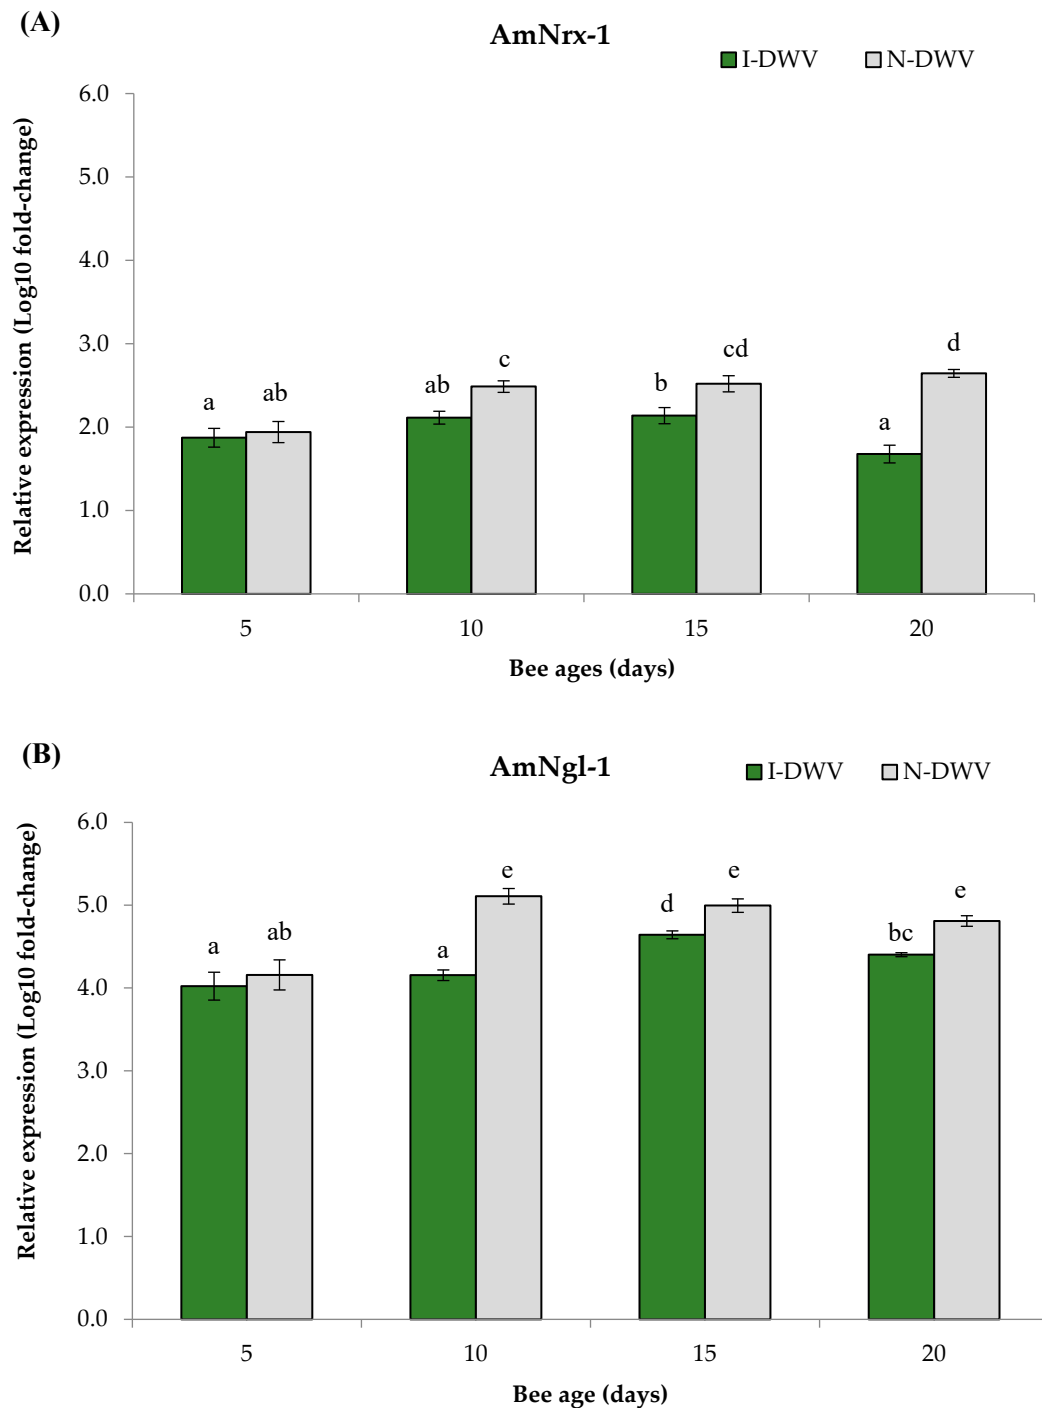 (A)
AmNrx-1
I-DWV N-DWV
Relative expression (Log10 fold-change)
6.0
5.0
4.0
3.0
2.0
1.0
0.0
a ab ab c b cd a d
5 10 15 20
Bee ages (days)
(B)
AmNgl-1
I-DWV N-DWV
Relative expression (Log10 fold-change)
6.0
5.0
4.0
3.0
2.0
1.0
0.0
a ab a e d e bc e
5 10 15 20
Bee age (days)